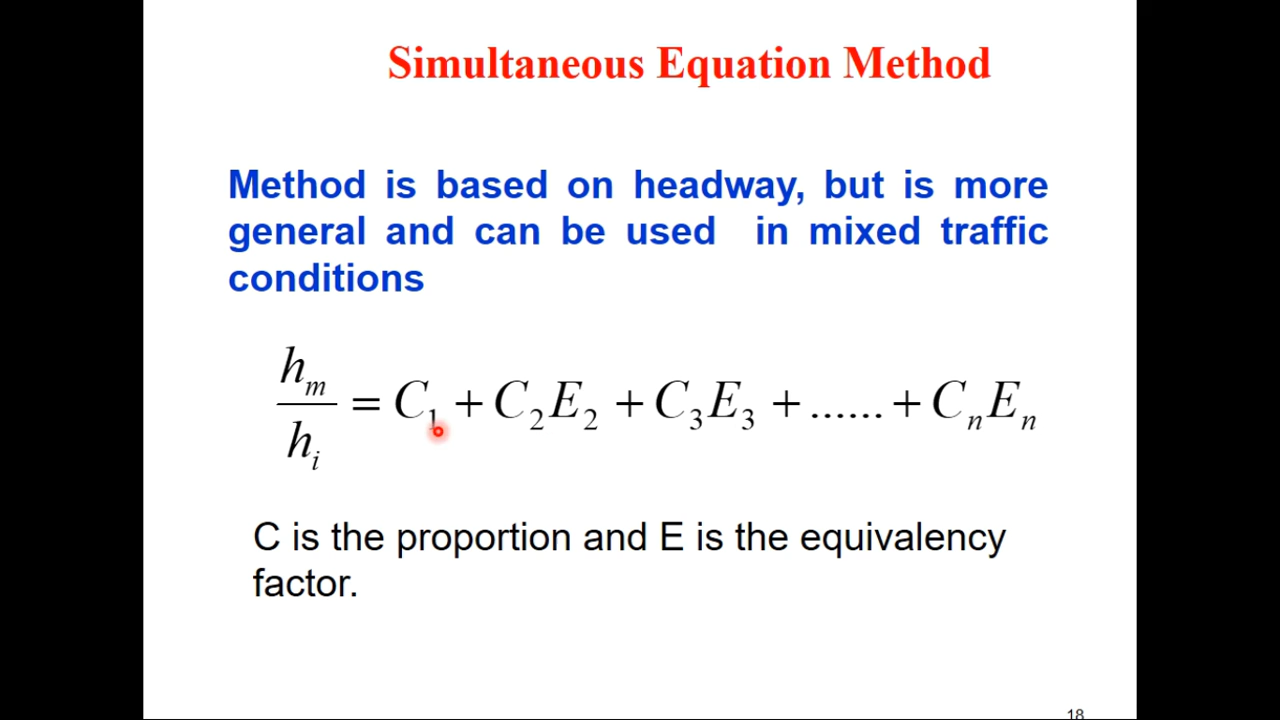 Simultaneous Equation Method
Method is based on headway, but is more
general and can be used in mixed traffic
conditions
h_m / h_i = C_1 + C_2E_2 + C_3E_3 + ...... + C_nE_n
C is the proportion and E is the equivalency
factor.
18